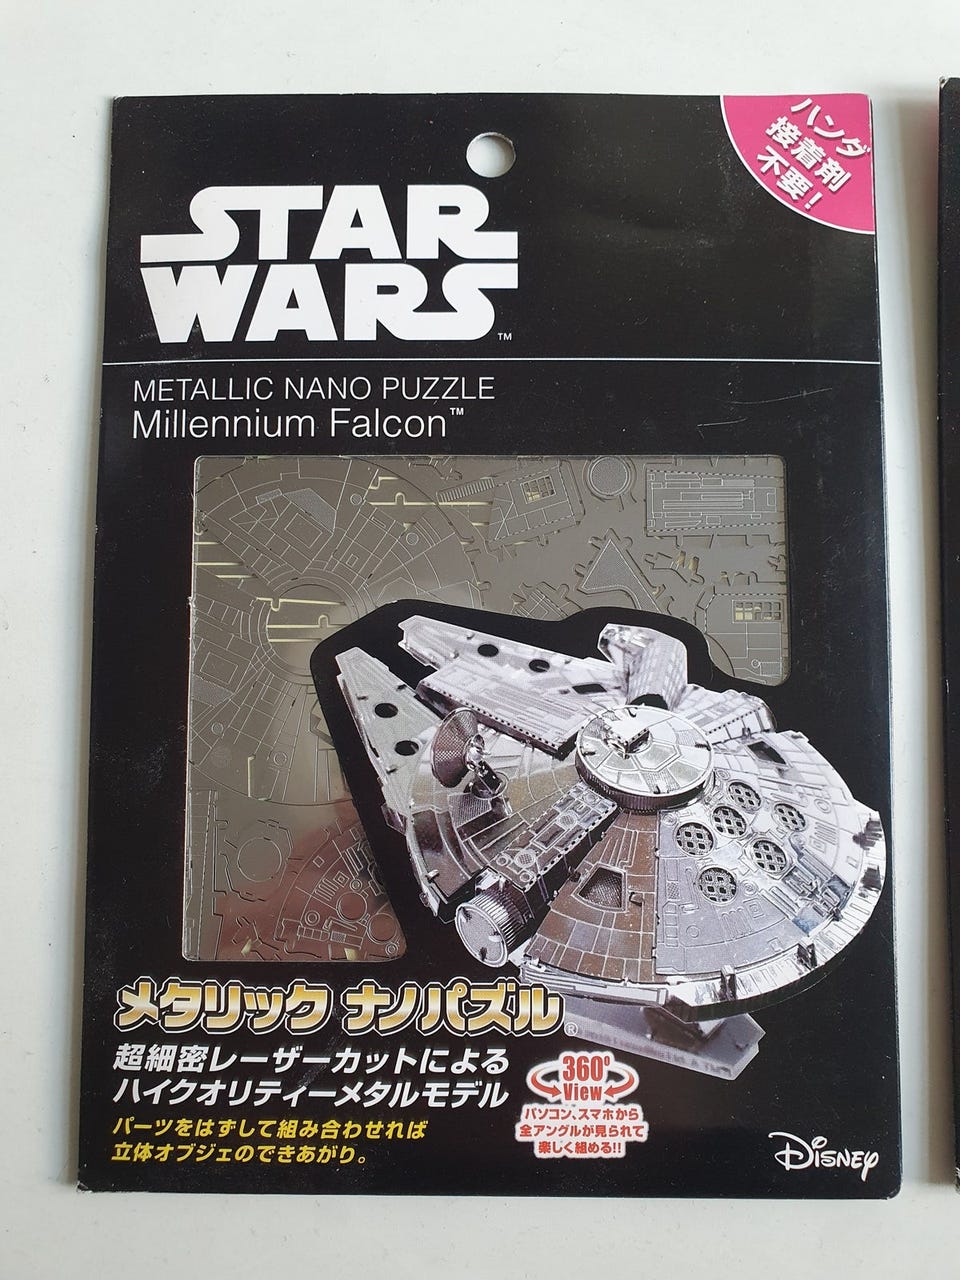 ハンダ
接着剤
不要!
STAR
WARS™
METALLIC NANO PUZZLE
Millennium Falcon™
メタリック ナノパズル®
超細密レーザーカットによる
ハイクオリティーメタルモデル
パーツをはずして組み合わせれば
立体オブジェのできあがり。
360°
View
パソコン、スマホから
全アングルが見られて
楽しく組める!!
Disney